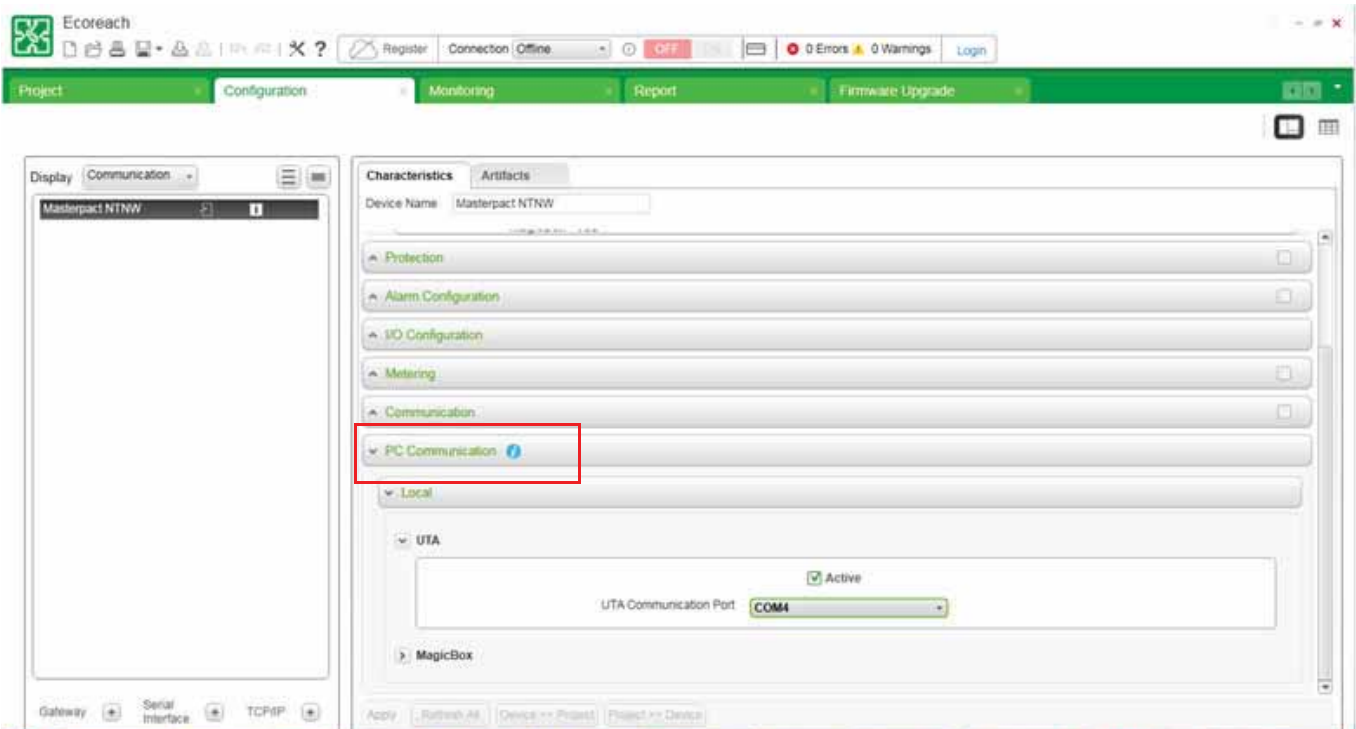 Ecoreach
Register Connection Offline OFF 0 Errors 0 Warnings Login
Project Configuration Monitoring Report Firmware Upgrade
Display Communication
Masterpact NTNW
Characteristics Artifacts
Device Name Masterpact NTNW
Protection
Alarm Configuration
I/O Configuration
Metering
Communication
PC Communication
Local
UTA
Active
UTA Communication Port COM4
MagicBox
Gateway Serial Interface TCP/IP
Apply Refresh All Device >> Project Project >> Device